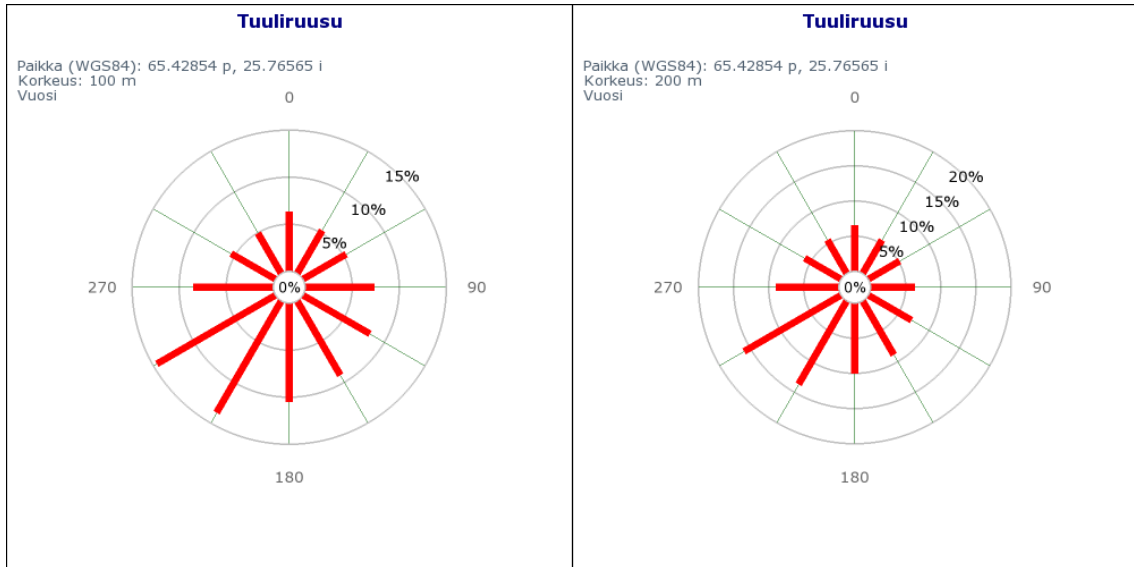 Tuuliruusu
Paikka (WGS84): 65.42854 p, 25.76565 i
Korkeus: 100 m
Vuosi
0
15%
10%
5%
270
0%
90
180
Tuuliruusu
Paikka (WGS84): 65.42854 p, 25.76565 i
Korkeus: 200 m
Vuosi
0
20%
15%
10%
5%
270
0%
90
180